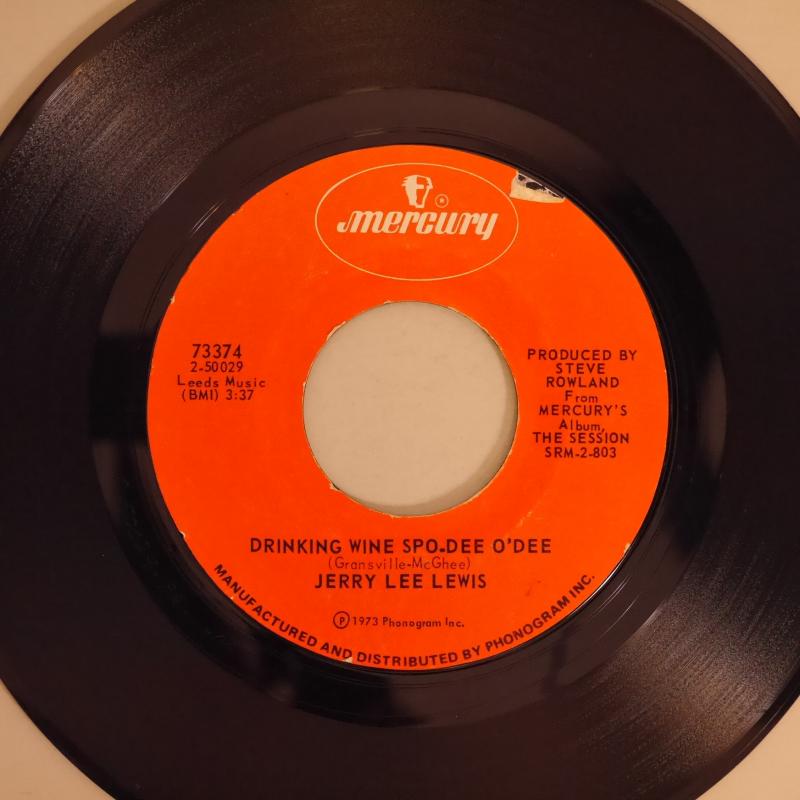 mercury
73374
2-50029
Leeds Music
(BMI) 3:37
PRODUCED BY
STEVE
ROWLAND
From
MERCURY'S
Album,
THE SESSION
SRM-2-803
DRINKING WINE SPO-DEE O'DEE
(Gransville-McGhee)
JERRY LEE LEWIS
Ⓟ 1973 Phonogram Inc.
MANUFACTURED AND DISTRIBUTED BY PHONOGRAM INC.